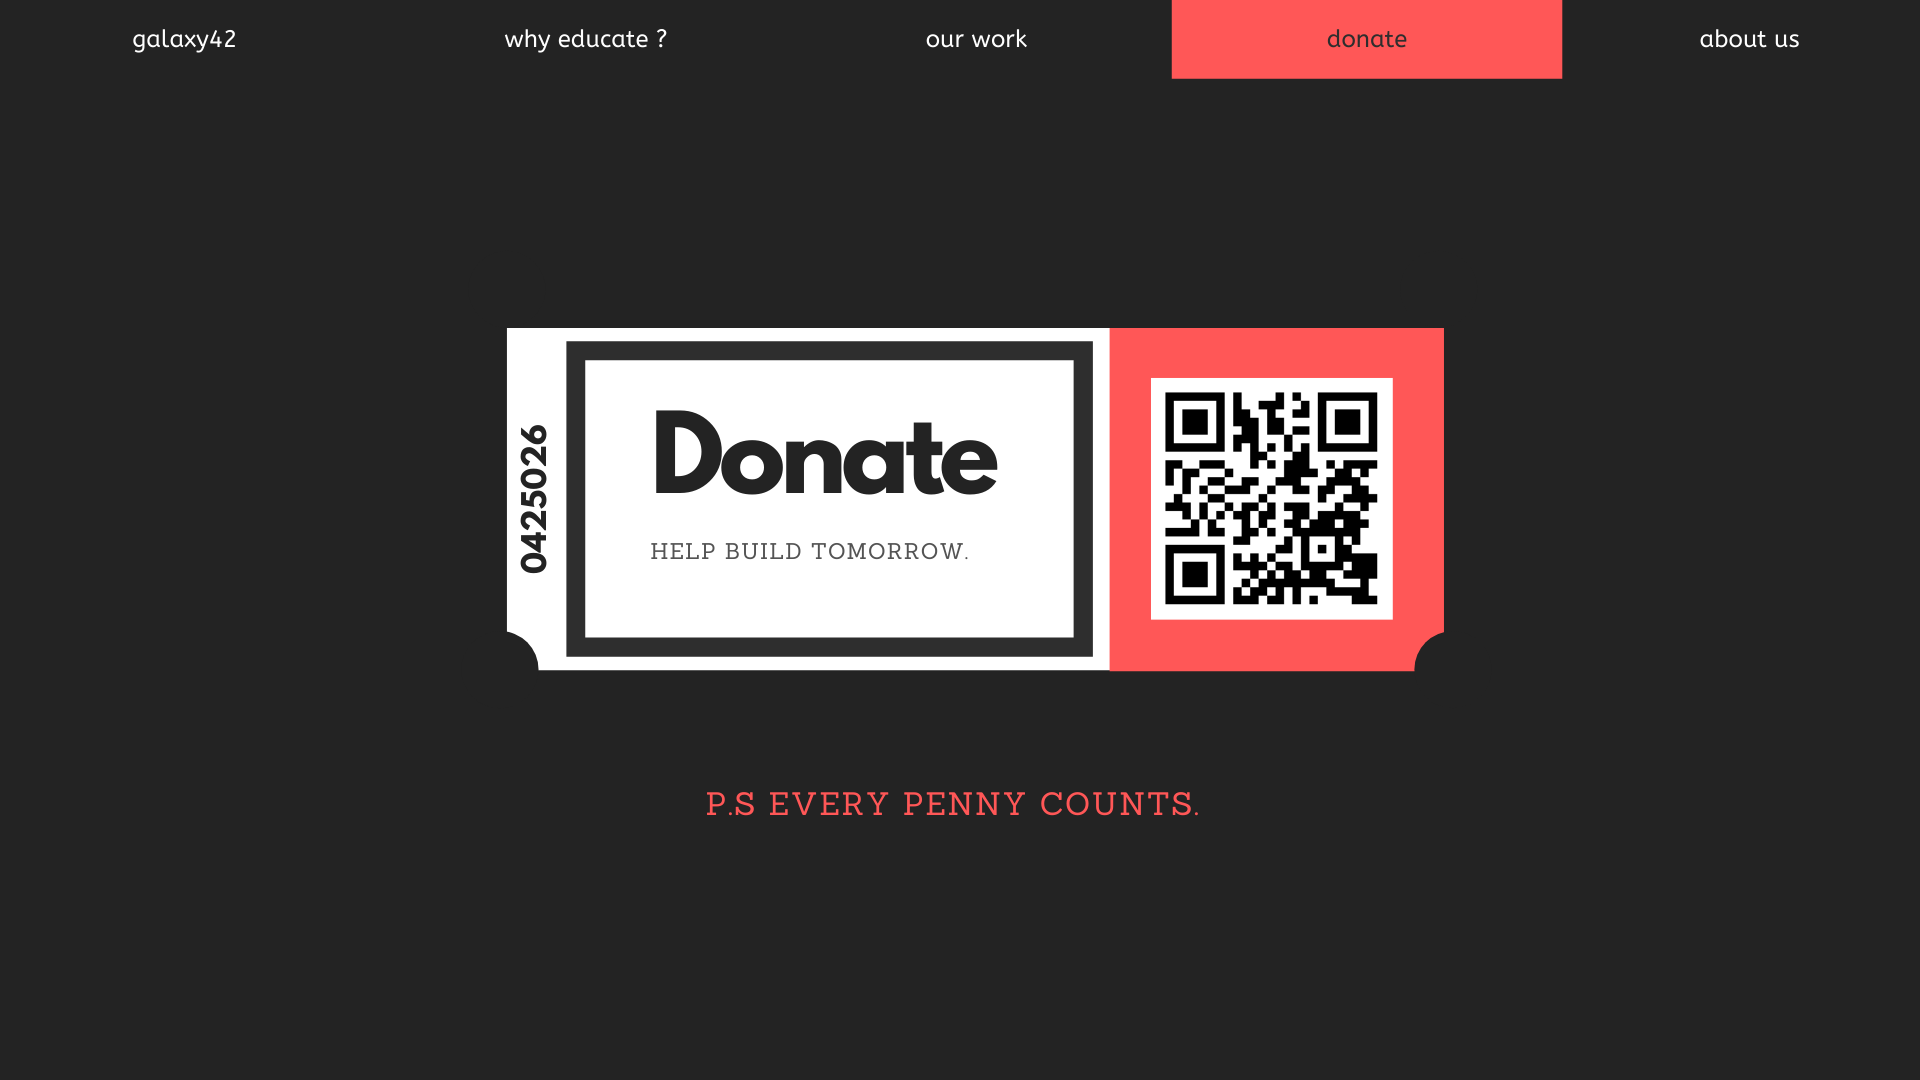 galaxy42
why educate ?
our work
donate
about us
0425026
Donate
HELP BUILD TOMORROW.
P.S EVERY PENNY COUNTS.